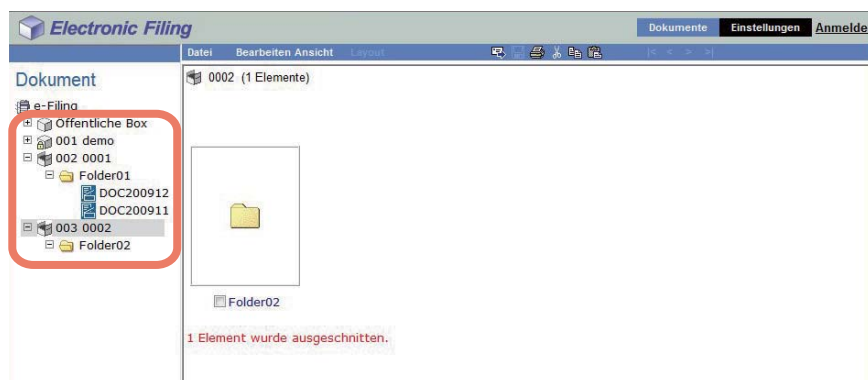 Electronic Filing
Dokumente Einstellungen Anmelde
Datei Bearbeiten Ansicht Layout
|< < > >|
Dokument
0002 (1 Elemente)
e-Filing
Öffentliche Box
001 demo
002 0001
Folder01
DOC200912
DOC200911
003 0002
Folder02
Folder02
1 Element wurde ausgeschnitten.